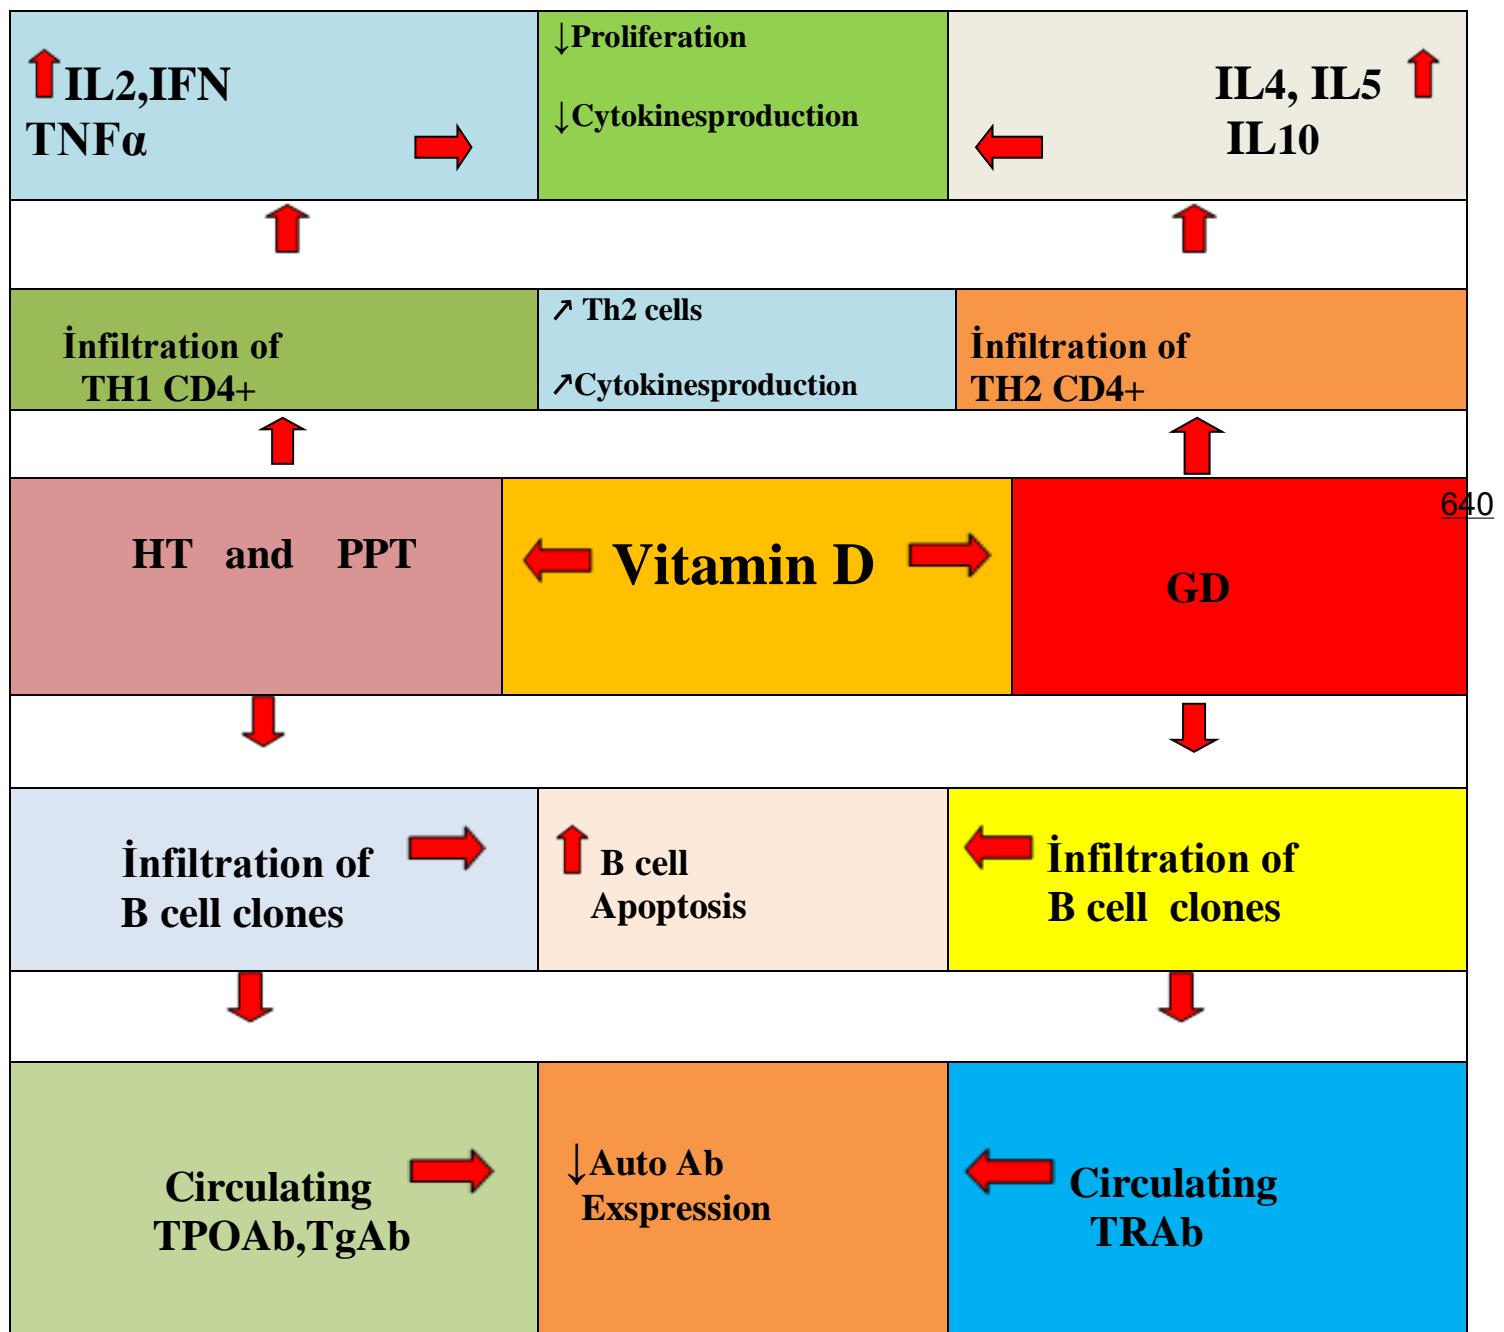 IL2,IFN
TNFα
↓Proliferation
↓Cytokinesproduction
IL4, IL5
IL10
İnfiltration of
TH1 CD4+
↗ Th2 cells
↗Cytokinesproduction
İnfiltration of
TH2 CD4+
HT and PPT
Vitamin D
GD
640
İnfiltration of
B cell clones
B cell
Apoptosis
İnfiltration of
B cell clones
Circulating
TPOAb,TgAb
↓Auto Ab
Exspression
Circulating
TRAb